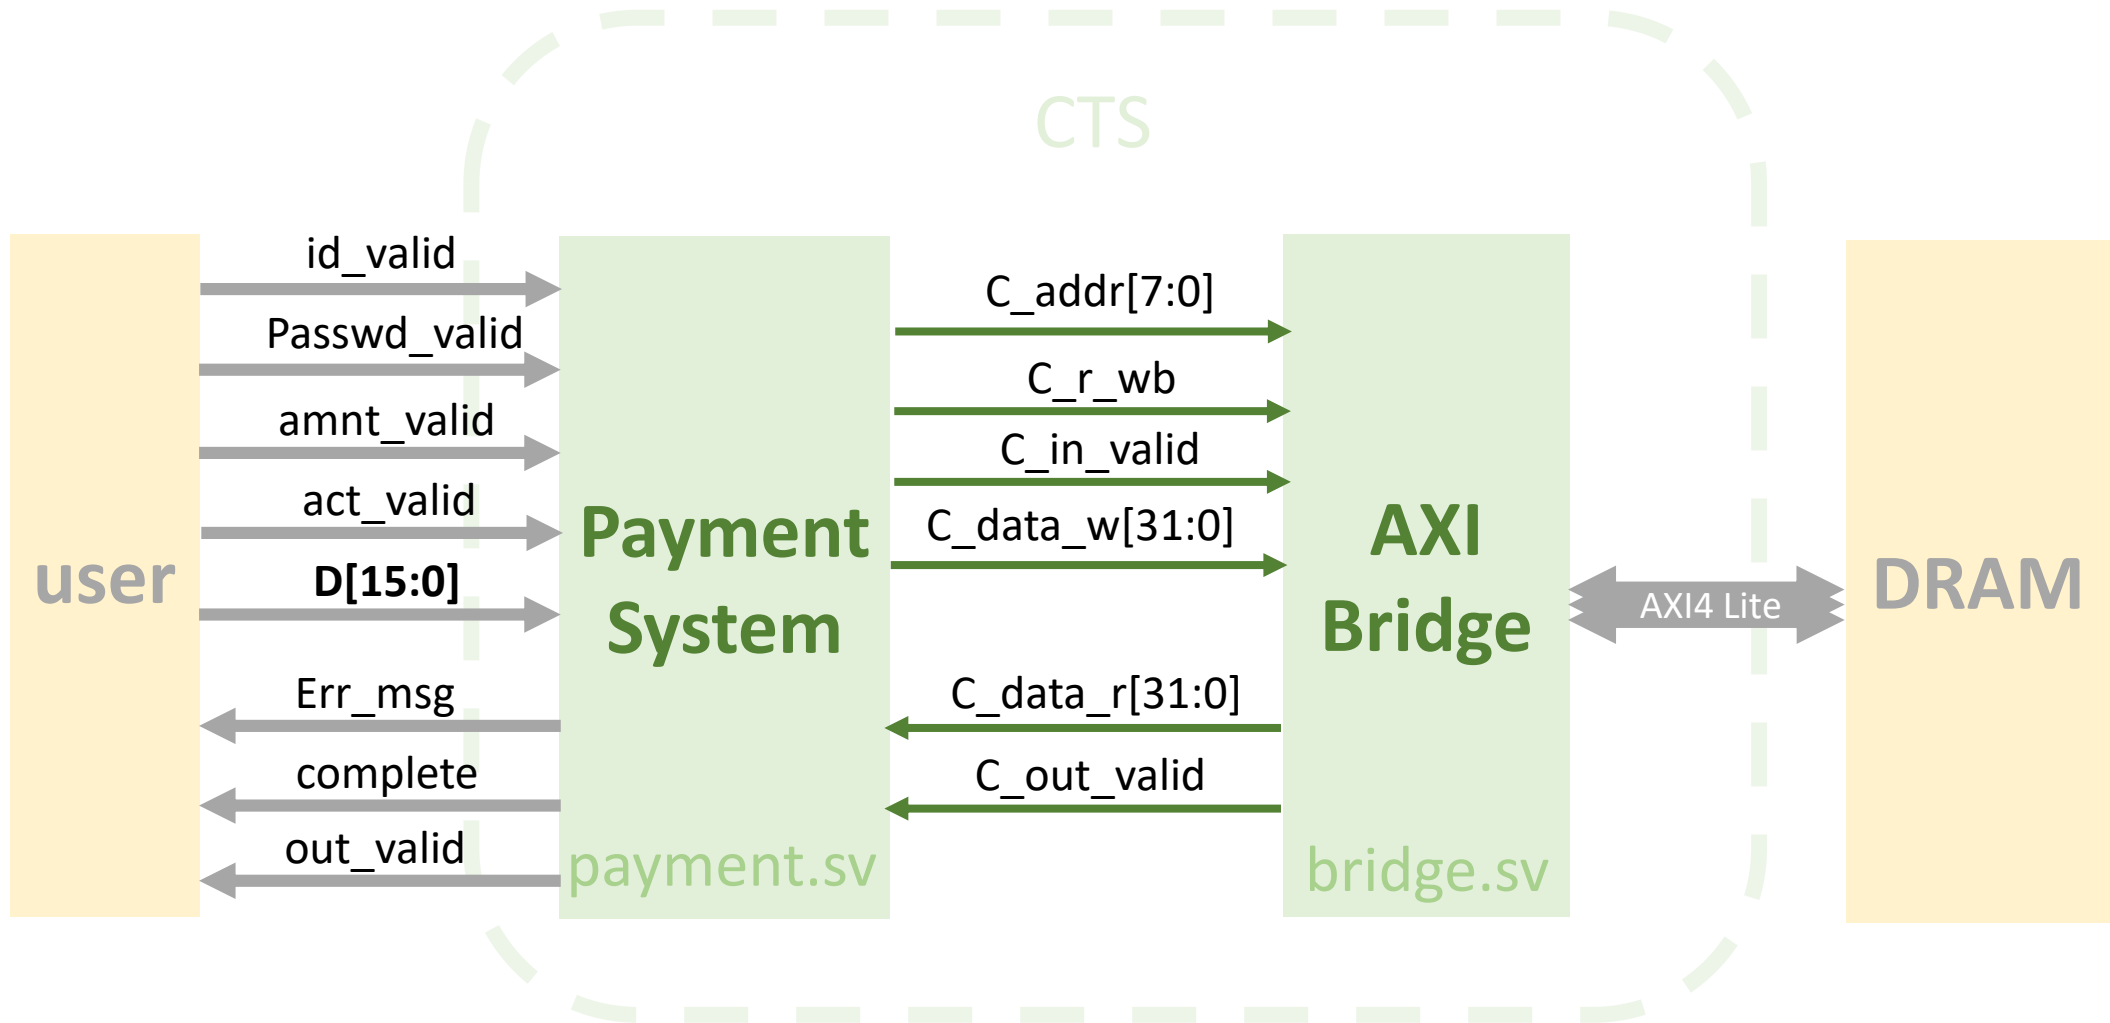 CTS
user
id_valid
Passwd_valid
amnt_valid
act_valid
D[15:0]
Err_msg
complete
out_valid
Payment
System
payment.sv
C_addr[7:0]
C_r_wb
C_in_valid
C_data_w[31:0]
C_data_r[31:0]
C_out_valid
AXI
Bridge
bridge.sv
AXI4 Lite
DRAM